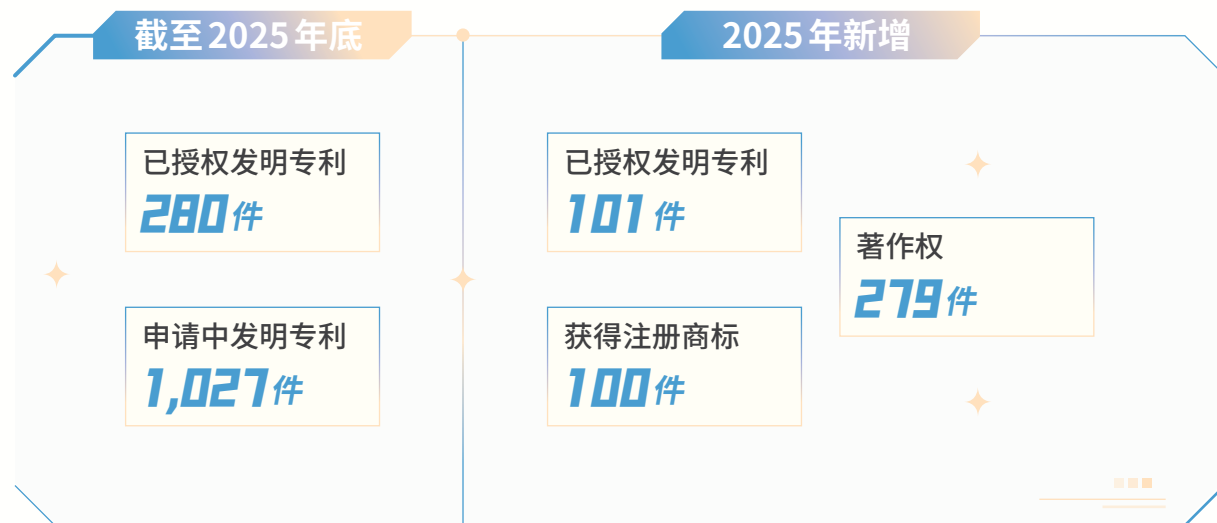 截至2025年底
已授权发明专利
280件
申请中发明专利
1,027件
2025年新增
已授权发明专利
101件
获得注册商标
100件
著作权
279件